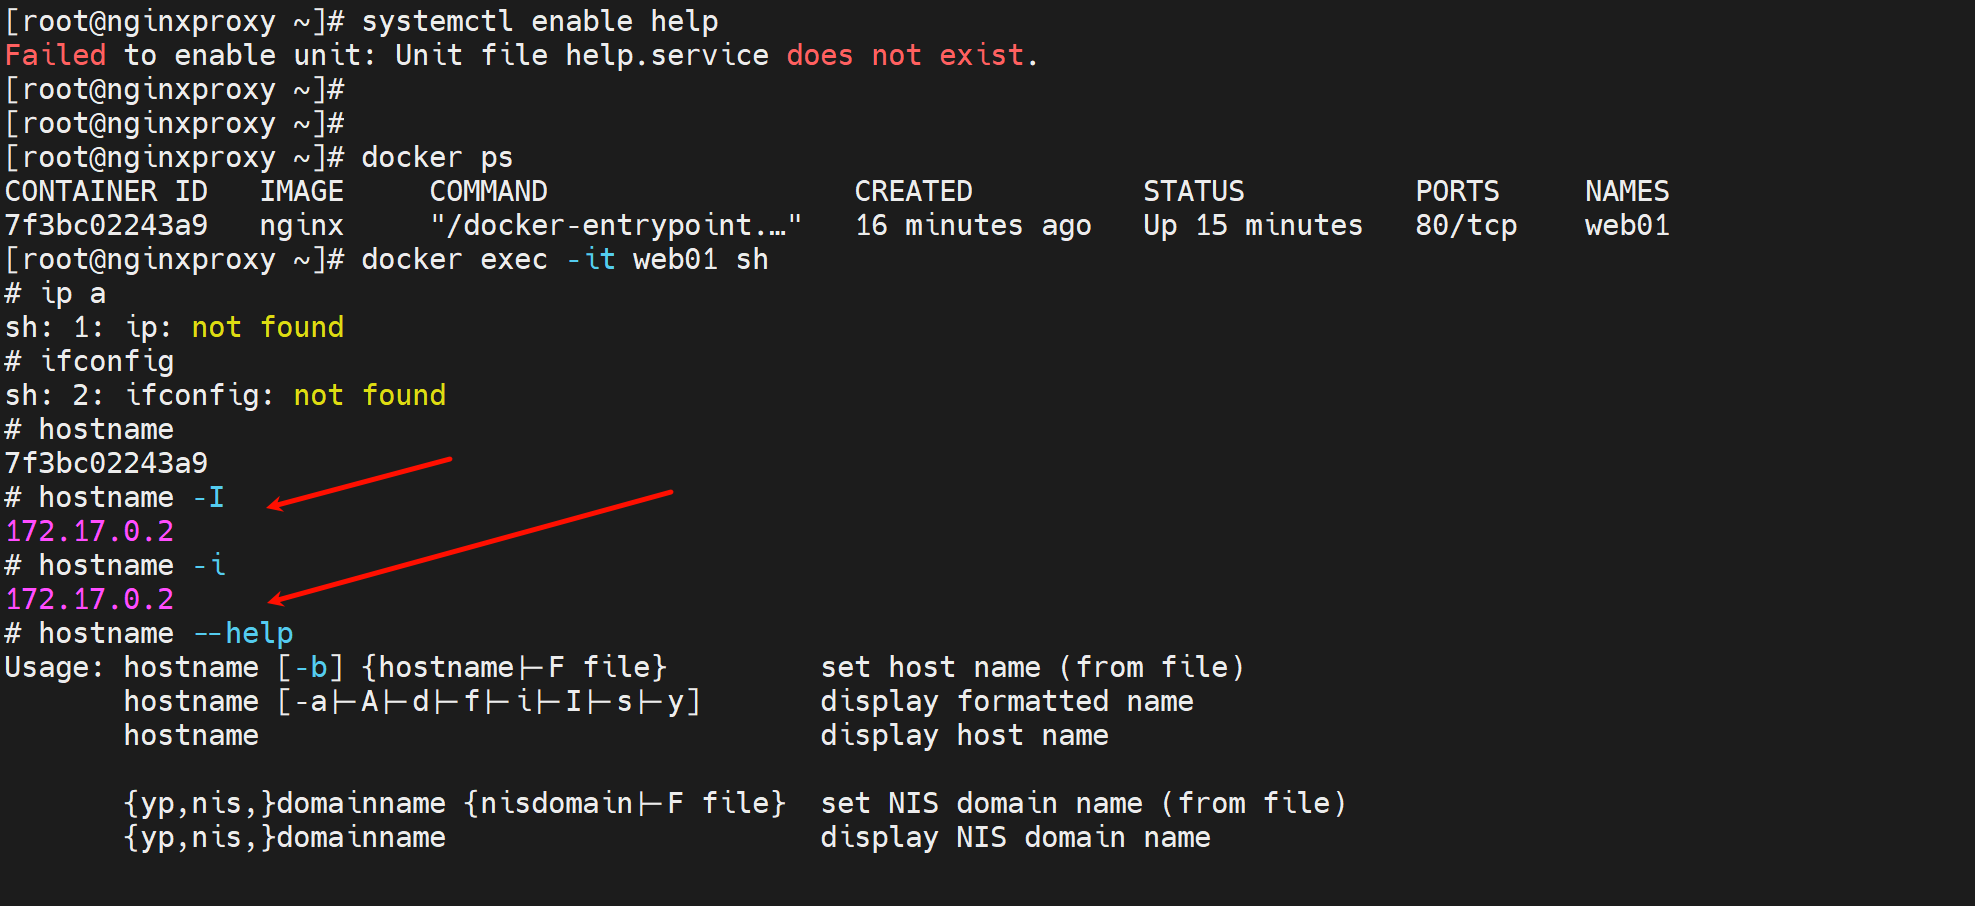 [root@nginxproxy ~]# systemctl enable help
Failed to enable unit: Unit file help.service does not exist.
[root@nginxproxy ~]#
[root@nginxproxy ~]#
[root@nginxproxy ~]# docker ps
CONTAINER ID   IMAGE     COMMAND                  CREATED          STATUS          PORTS     NAMES
7f3bc02243a9   nginx     "/docker-entrypoint.…"   16 minutes ago   Up 15 minutes   80/tcp    web01
[root@nginxproxy ~]# docker exec -it web01 sh
# ip a
sh: 1: ip: not found
# ifconfig
sh: 2: ifconfig: not found
# hostname
7f3bc02243a9
# hostname -I
172.17.0.2
# hostname -i
172.17.0.2
# hostname --help
Usage: hostname [-b] {hostname|-F file}         set host name (from file)
       hostname [-a|-A|-d|-f|-i|-I|-s|-y]       display formatted name
       hostname                                 display host name
       {yp,nis,}domainname {nisdomain|-F file}  set NIS domain name (from file)
       {yp,nis,}domainname                      display NIS domain name